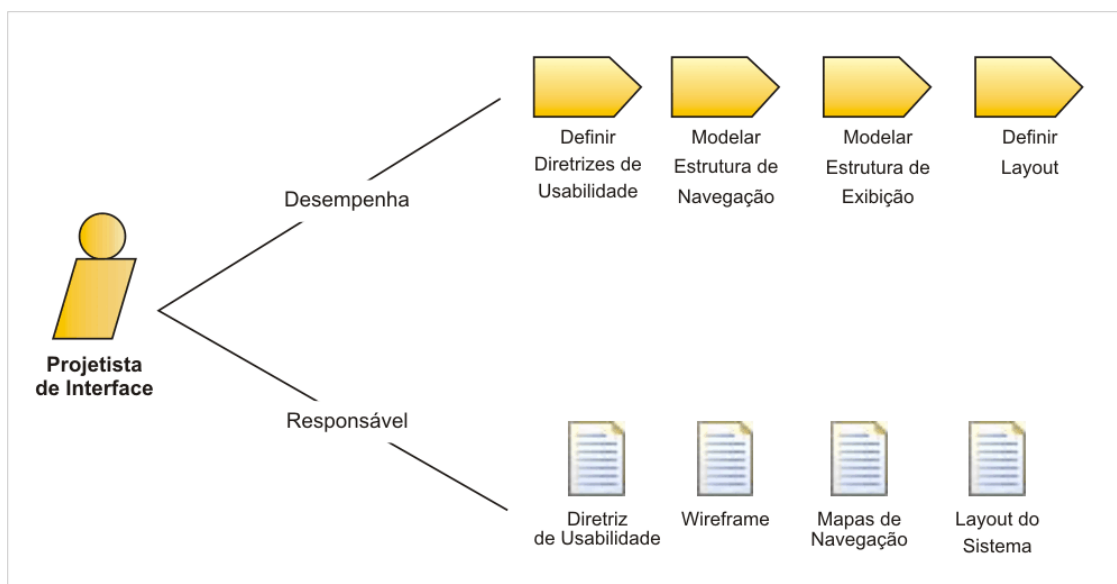 Definir
Diretrizes de
Usabilidade
Modelar
Estrutura de
Navegação
Modelar
Estrutura de
Exibição
Definir
Layout
Desempenha
Projetista
de Interface
Responsável
Diretriz
de Usabilidade
Wireframe
Mapas de
Navegação
Layout do
Sistema